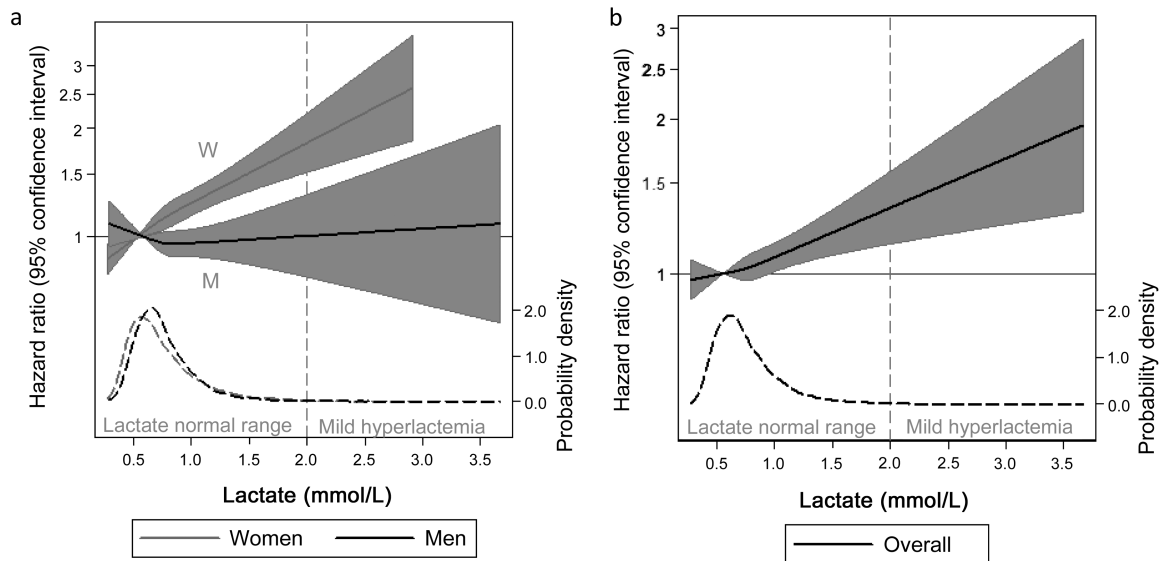 a
Hazard ratio (95% confidence interval)
3
2.5
2
1.5
1
W
M
2.0
1.0
0.0
Probability density
Lactate normal range
Mild hyperlactemia
0.5 1.0 1.5 2.0 2.5 3.0 3.5
Lactate (mmol/L)
Women Men
b
Hazard ratio (95% confidence interval)
3
2.5
2
1.5
1
2.0
1.0
0.0
Probability density
Lactate normal range
Mild hyperlactemia
0.5 1.0 1.5 2.0 2.5 3.0 3.5
Lactate (mmol/L)
Overall